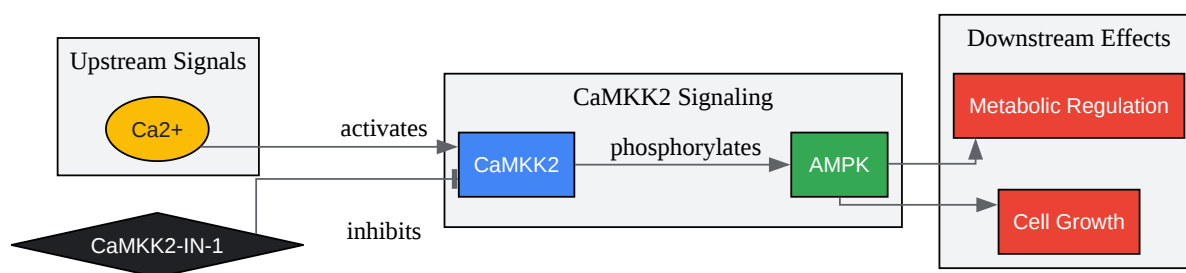 Upstream Signals
Ca2+
CaMKK2-IN-1
activates
inhibits
CaMKK2 Signaling
CaMKK2
phosphorylates
AMPK
Downstream Effects
Metabolic Regulation
Cell Growth